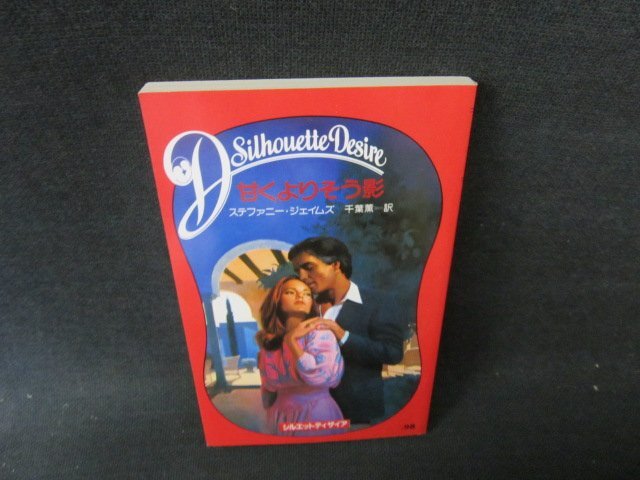 Silhouette Desire
甘くよりそう影
ステファニー・ジェイムズ 千葉薫=訳
シルエット・ディザイア